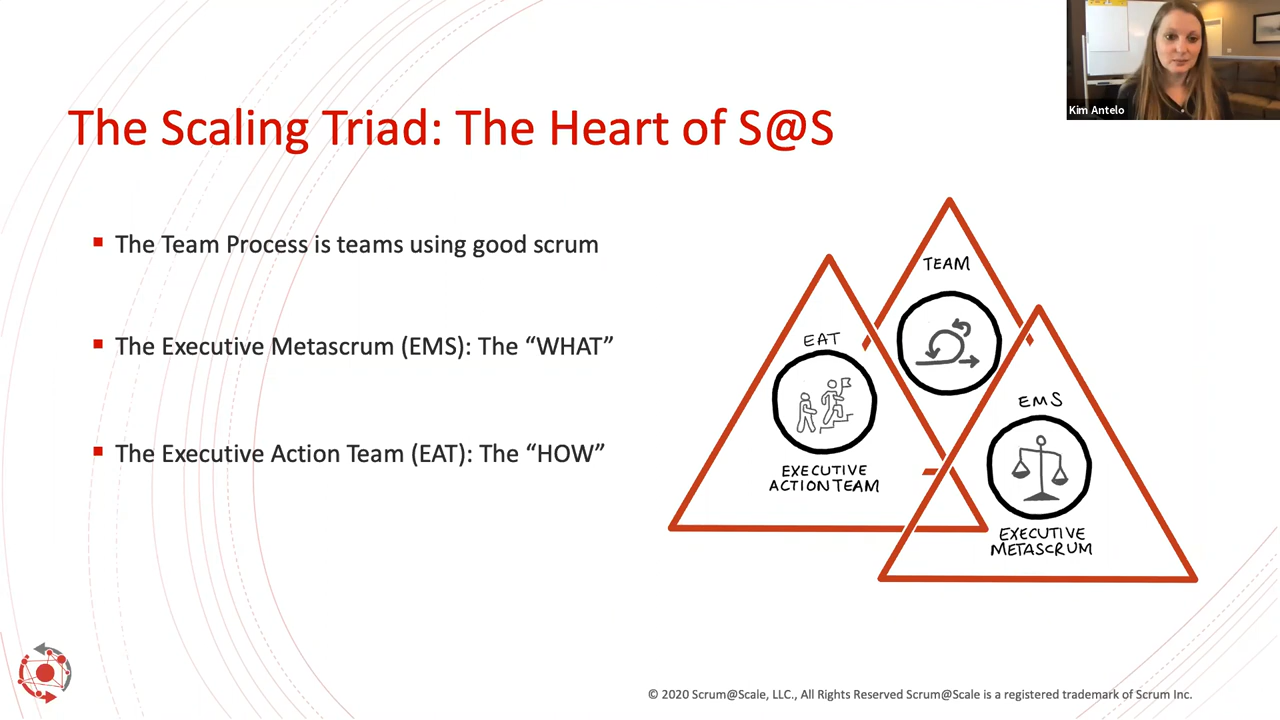 Kim Antelo
The Scaling Triad: The Heart of S@S
The Team Process is teams using good scrum
The Executive Metascrum (EMS): The “WHAT”
The Executive Action Team (EAT): The “HOW”
TEAM
EAT
EXECUTIVE
ACTION TEAM
EMS
EXECUTIVE
METASCRUM
© 2020 Scrum@Scale, LLC., All Rights Reserved Scrum@Scale is a registered trademark of Scrum Inc.